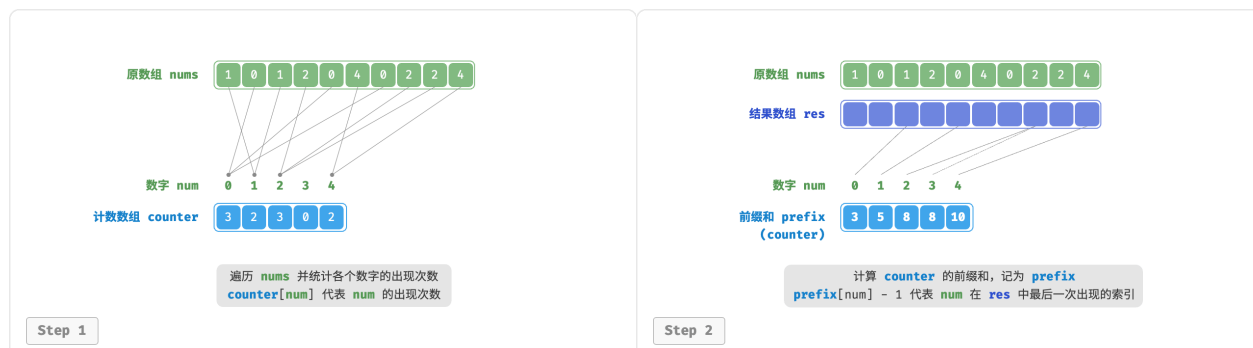 原数组 nums 1 0 1 2 0 4 0 2 2 4
数字 num 0 1 2 3 4
计数数组 counter 3 2 3 0 2
遍历 nums 并统计各个数字的出现次数
counter[num] 代表 num 的出现次数
Step 1
原数组 nums 1 0 1 2 0 4 0 2 2 4
结果数组 res
数字 num 0 1 2 3 4
前缀和 prefix 3 5 8 8 10
(counter)
计算 counter 的前缀和，记为 prefix
prefix[num] - 1 代表 num 在 res 中最后一次出现的索引
Step 2